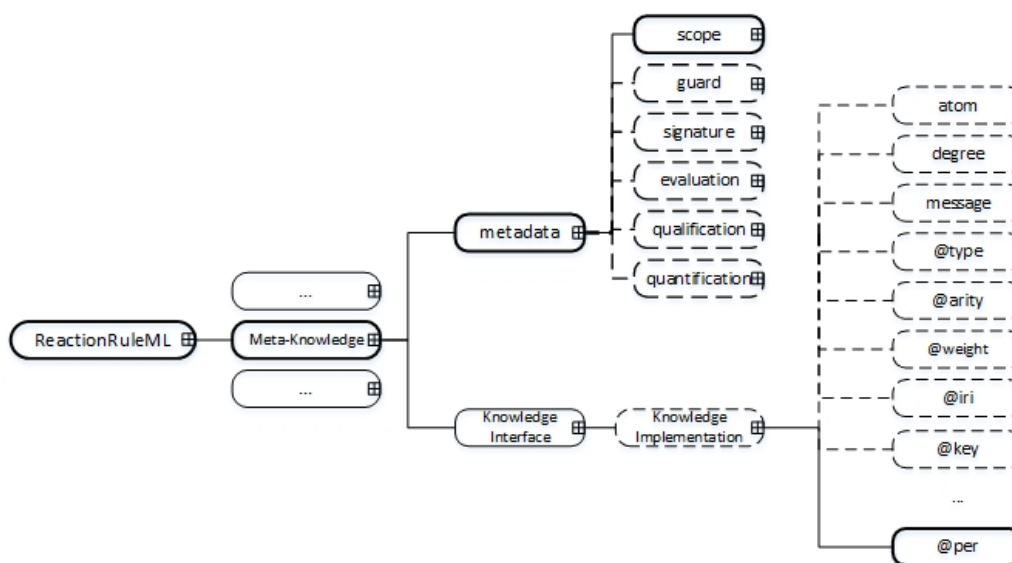 scope
guard
signature
evaluation
qualification
quantification
metadata
...
ReactionRuleML
Meta-Knowledge
...
Knowledge
Interface
Knowledge
Implementation
atom
degree
message
@type
@arity
@weight
@iri
@key
...
@per